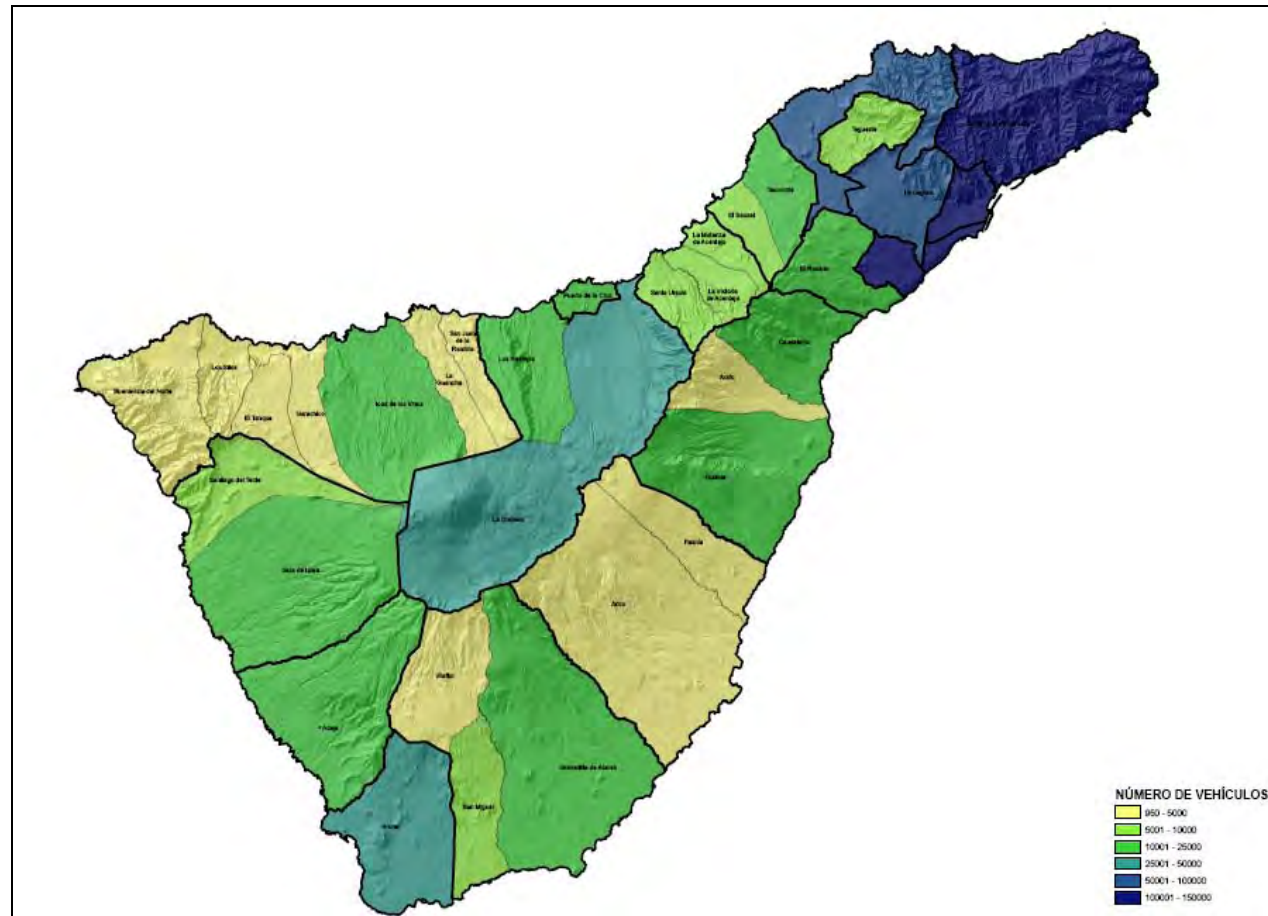 Tegueste
La Laguna
Tacoronte
El Sauzal
La Matanza
de Acentejo
El Rosario
Santa Ursula
La Victoria
de Acentejo
Puerto de la Cruz
Candelaria
San Juan
de la
Rambla
Los Realejos
La
Guancha
Arafo
Los Silos
Buenavista del Norte
Icod de los Vinos
El Tanque
Garachico
Santiago del Teide
Güimar
La Orotava
Fasnia
Guia de Isora
Arico
Vilaflor
Adeje
Granadilla de Abona
San Miguel
Arona
NÚMERO DE VEHÍCULOS
950 - 5000
5001 - 10000
10001 - 25000
25001 - 50000
50001 - 100000
100001 - 150000